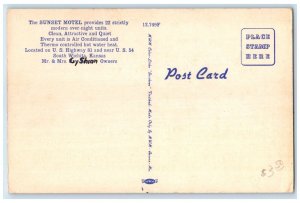 The SUNSET MOTEL provides 22 strictly
modern over night units.
Clean, Attractive and Quiet
Every unit is Air Conditioned and
Thermo controlled hot water heat.
Located on U. S. Highway 81 and near U. S. 54
South Wichita, Kansas
Mr. & Mrs. Owners
12,799F
Post Card
PLACE
STAMP
HERE